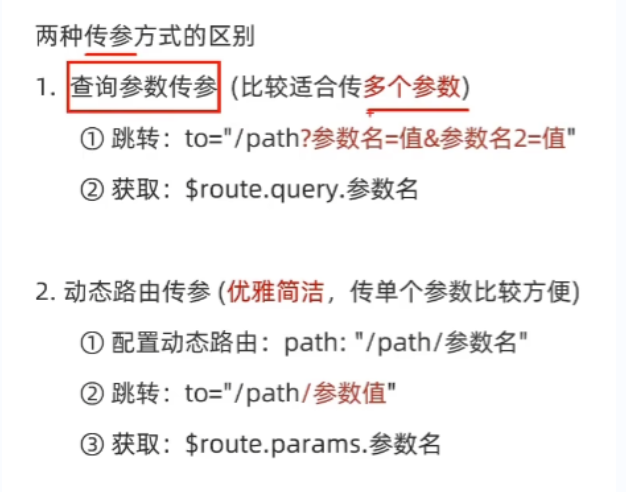 两种传参方式的区别
1. 查询参数传参 (比较适合传多个参数)
① 跳转：to="/path?参数名=值&参数名2=值"
② 获取：$route.query.参数名
2. 动态路由传参 (优雅简洁，传单个参数比较方便)
① 配置动态路由：path: "/path/参数名"
② 跳转：to="/path/参数值"
③ 获取：$route.params.参数名